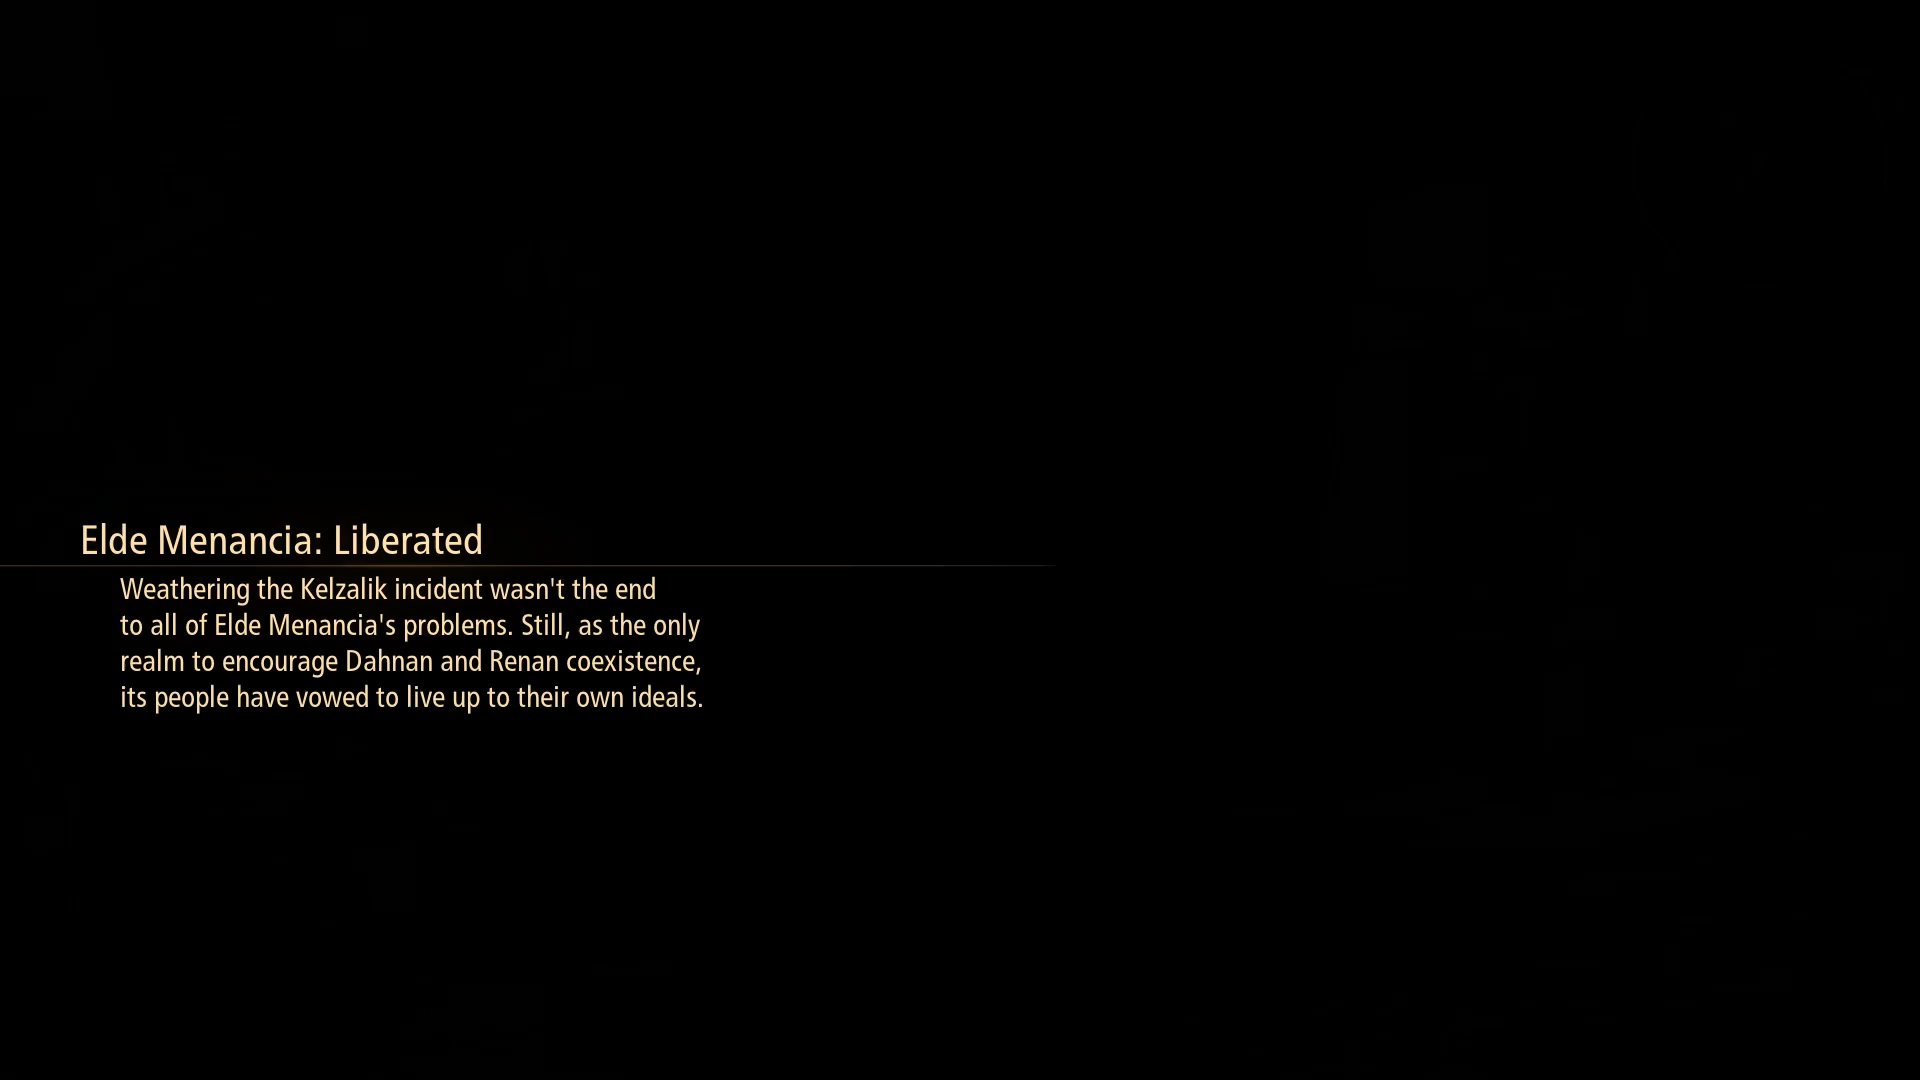 Elde Menancia: Liberated
Weathering the Kelzalik incident wasn't the end
to all of Elde Menancia's problems. Still, as the only
realm to encourage Dahnan and Renan coexistence,
its people have vowed to live up to their own ideals.